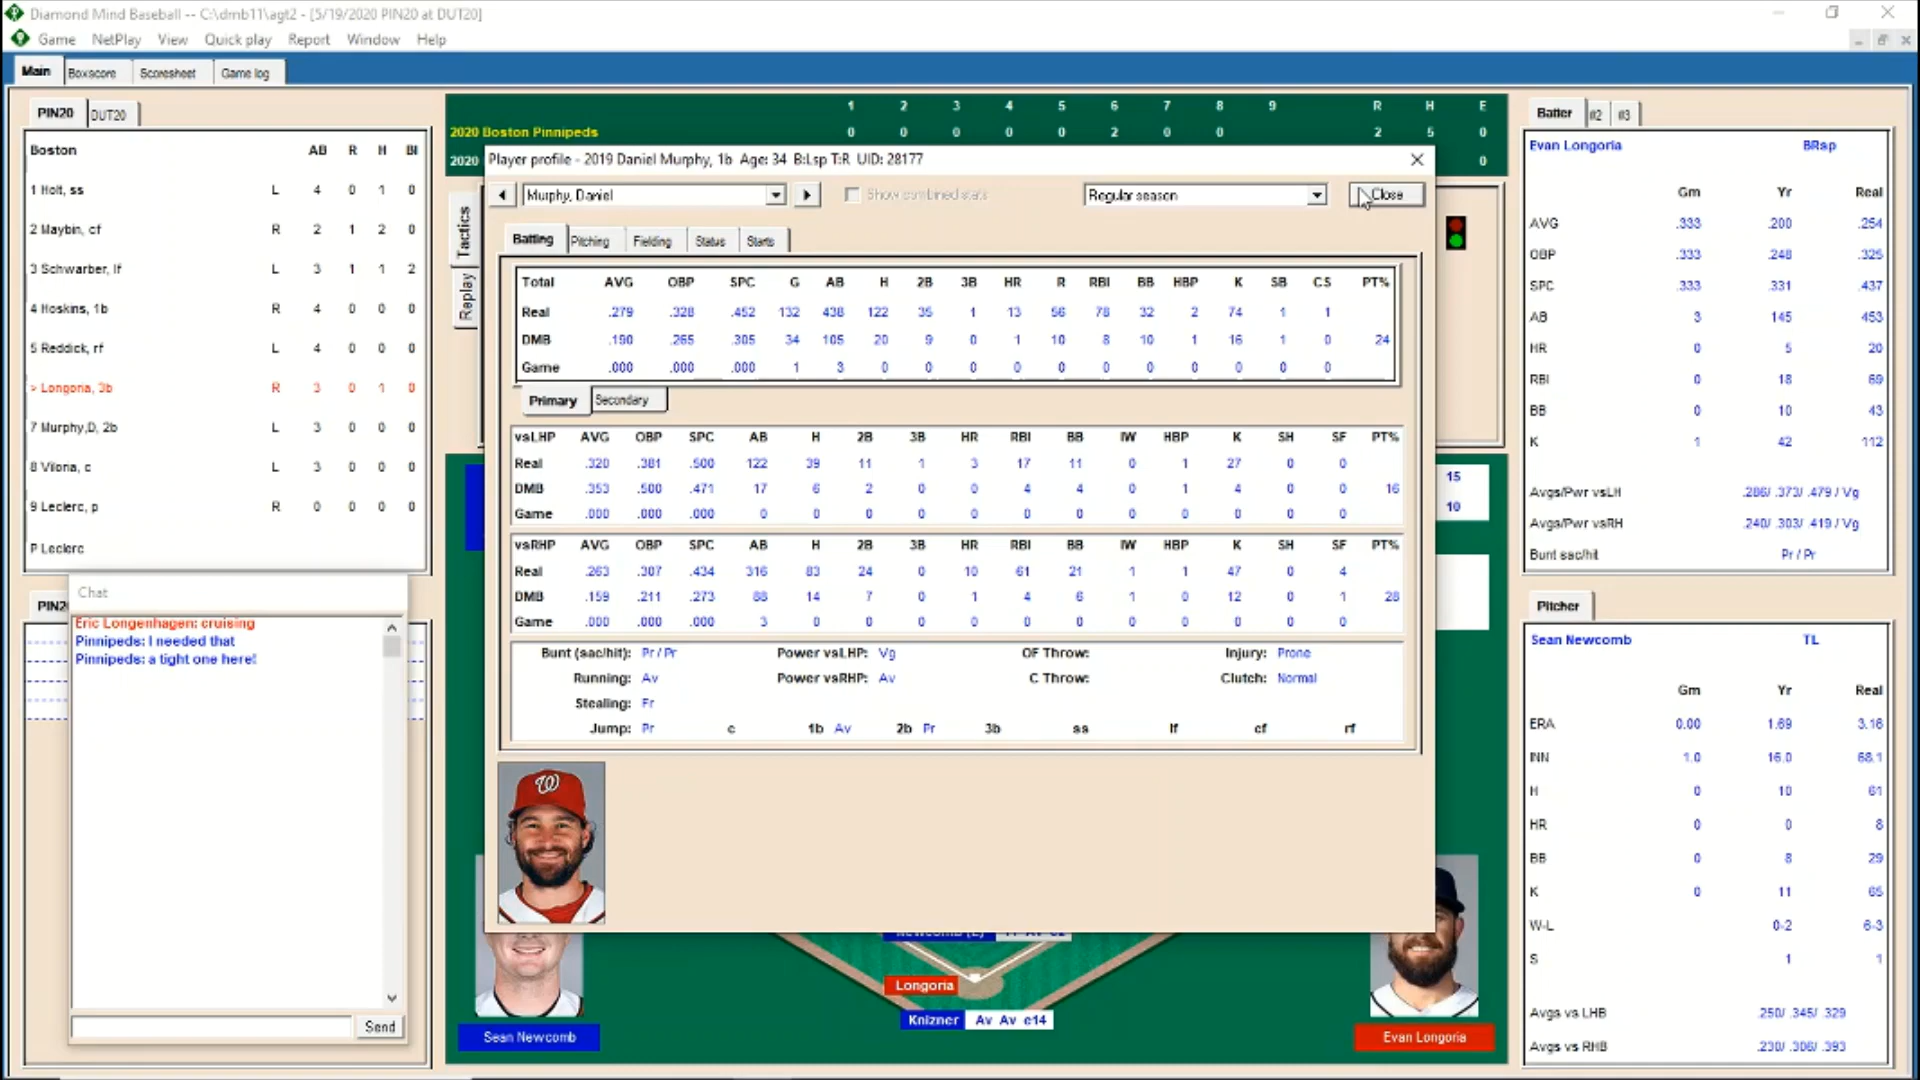 Diamond Mind Baseball -- C:\dmb11\agt2 - [5/19/2020 PIN20 at DUT20]
Game NetPlay View Quick play Report Window Help
Main Boxscore Scoresheet Game log
PIN20 DUT20
Boston AB R H BI
1 Holt, ss L 4 0 1 0
2 Maybin, cf R 2 1 2 0
3 Schwarber, lf L 3 1 1 2
4 Hoskins, 1b R 4 0 0 0
5 Reddick, rf L 4 0 0 0
> Longoria, 3b R 3 0 1 0
7 Murphy,D, 2b L 3 0 0 0
8 Viloria, c L 3 0 0 0
9 Leclerc, p R 0 0 0 0
P Leclerc
Chat
Eric Longenhagen: cruising
Pinnipeds: I needed that
Pinnipeds: a tight one here!
Send
1 2 3 4 5 6 7 8 9 R H E
2020 Boston Pinnipeds 0 0 0 0 0 2 0 0 2 5 0
2020
0
Tactics
Replay
Player profile - 2019 Daniel Murphy, 1b Age: 34 B:Lsp T:R UID: 28177
Murphy, Daniel Show combined stats Regular season Close
Batting Pitching Fielding Status Starts
Total AVG OBP SPC G AB H 2B 3B HR R RBI BB HBP K SB CS PT%
Real .279 .328 .452 132 438 122 35 1 13 56 78 32 2 74 1 1
DMB .190 .265 .305 34 105 20 9 0 1 10 8 10 1 16 1 0 24
Game .000 .000 .000 1 3 0 0 0 0 0 0 0 0 0 0 0
Primary Secondary
vsLHP AVG OBP SPC AB H 2B 3B HR RBI BB IW HBP K SH SF PT%
Real .320 .381 .500 122 39 11 1 3 17 11 0 1 27 0 0
DMB .353 .500 .471 17 6 2 0 0 4 4 0 1 4 0 0 16
Game .000 .000 .000 0 0 0 0 0 0 0 0 0 0 0 0
vsRHP AVG OBP SPC AB H 2B 3B HR RBI BB IW HBP K SH SF PT%
Real .263 .307 .434 316 83 24 0 10 61 21 1 1 47 0 4
DMB .159 .211 .273 88 14 7 0 1 4 6 1 0 12 0 1 28
Game .000 .000 .000 3 0 0 0 0 0 0 0 0 0 0 0
Bunt (sac/hit): Pr / Pr Power vsLHP: Vg OF Throw: Injury: Prone
Running: Av Power vsRHP: Av C Throw: Clutch: Normal
Stealing: Fr
Jump: Pr c 1b Av 2b Pr 3b ss lf cf rf
15
10
Longoria
Knizner Av Av e14
Sean Newcomb
Evan Longoria
Batter #2 #3
Evan Longoria BRsp
Gm Yr Real
AVG .333 .200 .254
OBP .333 .248 .325
SPC .333 .331 .437
AB 3 145 453
HR 0 5 20
RBI 0 18 69
BB 0 10 43
K 1 42 112
Avgs/Pwr vsLH .286/ .373/ .479 / Vg
Avgs/Pwr vsRH .240/ .303/ .419 / Vg
Bunt sac/hit Pr / Pr
Pitcher
Sean Newcomb TL
Gm Yr Real
ERA 0.00 1.69 3.16
INN 1.0 16.0 68.1
H 0 10 61
HR 0 0 8
BB 0 8 29
K 0 11 65
W-L 0-2 6-3
S 1 1
Avgs vs LHB .250/ .345/ .329
Avgs vs RHB .230/ .306/ .393